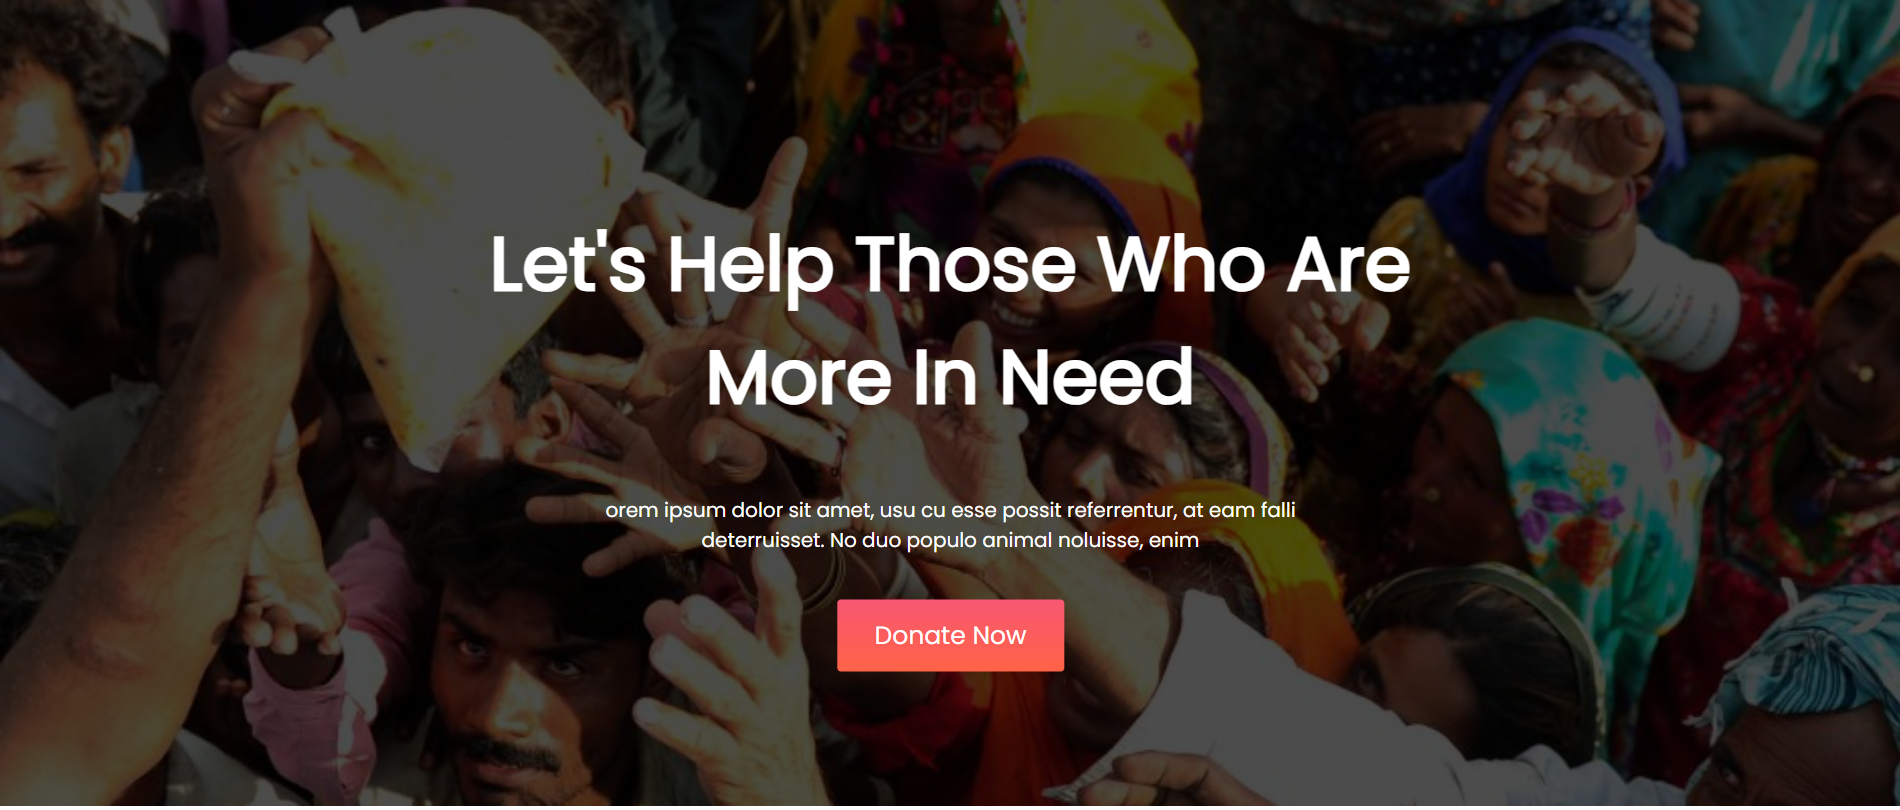 Let's Help Those Who Are
More In Need
orem ipsum dolor sit amet, usu cu esse possit referrentur, at eam falli
deterruisset. No duo populo animal noluisse, enim
Donate Now